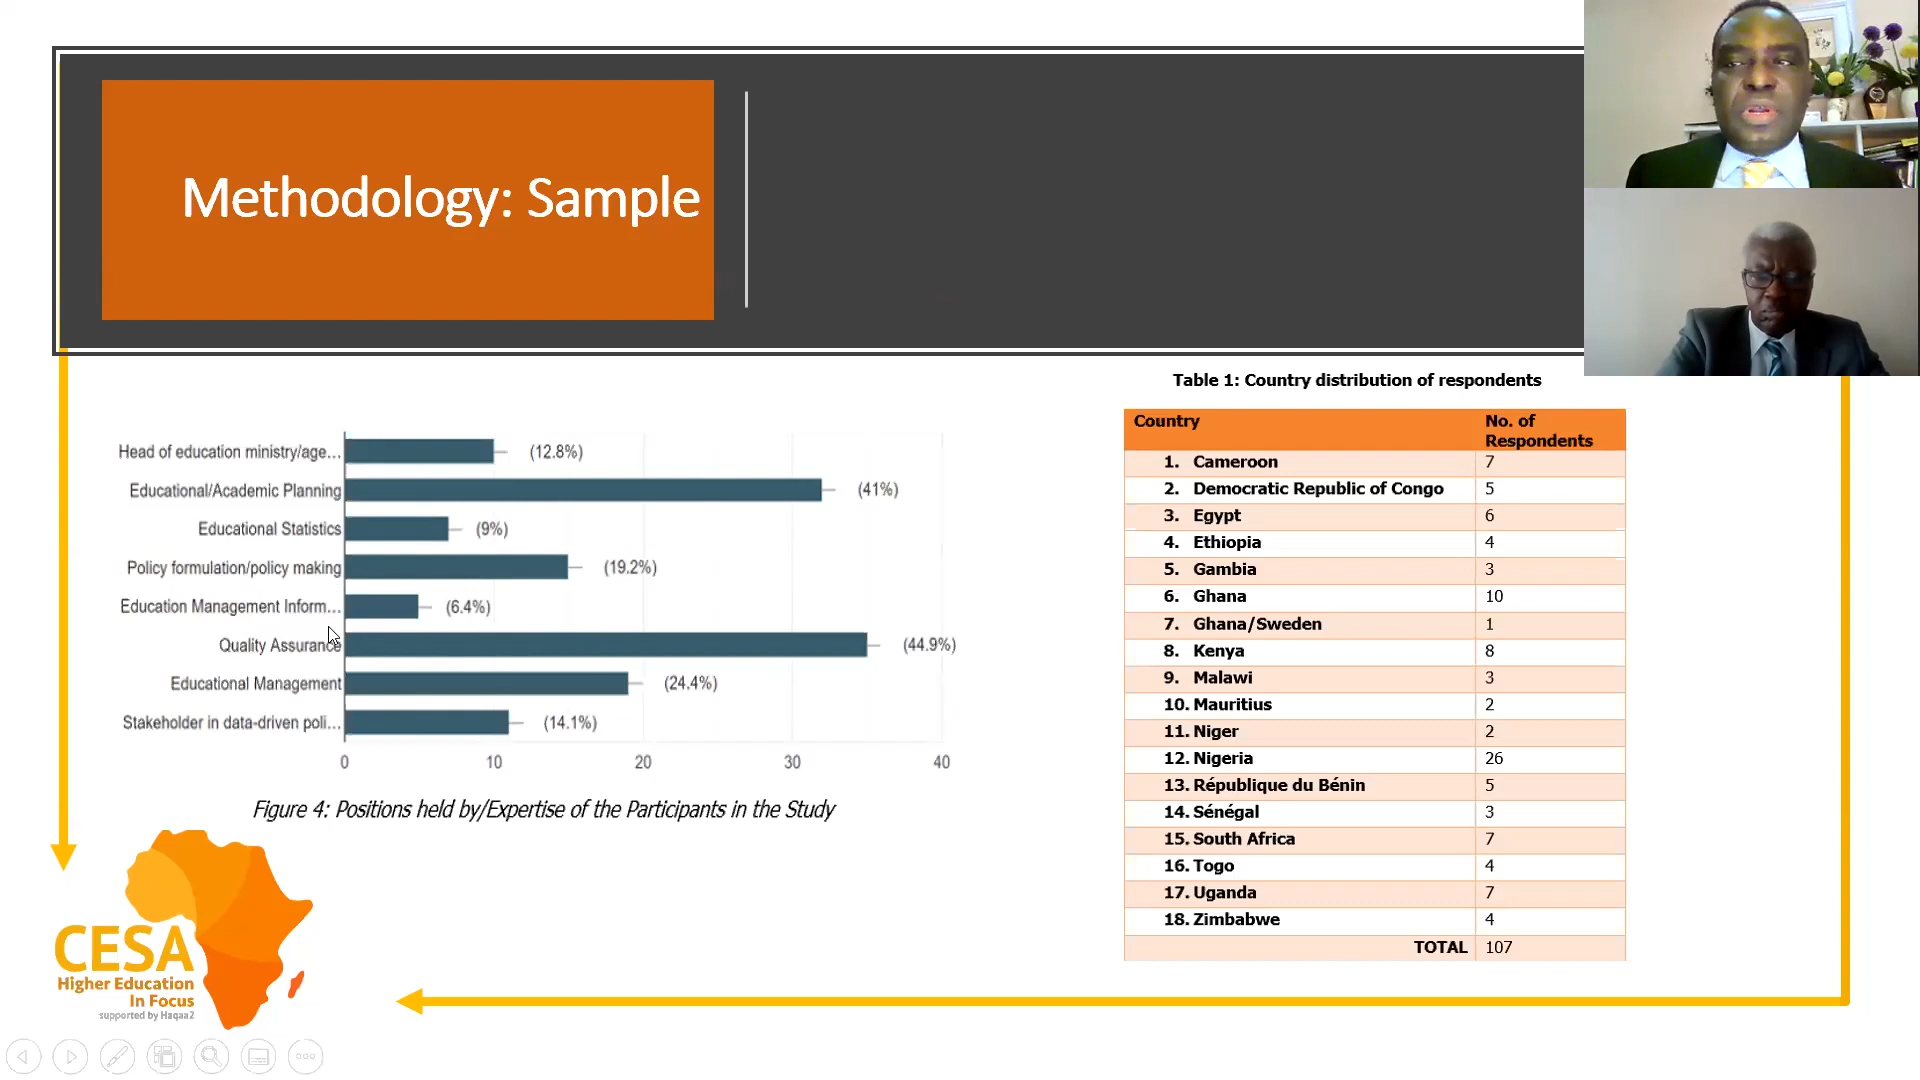 Methodology: Sample
Head of education ministry/age... (12.8%)
Educational/Academic Planning (41%)
Educational Statistics (9%)
Policy formulation/policy making (19.2%)
Education Management Inform... (6.4%)
Quality Assurance (44.9%)
Educational Management (24.4%)
Stakeholder in data-driven poli... (14.1%)
0 10 20 30 40
Figure 4: Positions held by/Expertise of the Participants in the Study
Table 1: Country distribution of respondents
Country No. of
Respondents
1. Cameroon 7
2. Democratic Republic of Congo 5
3. Egypt 6
4. Ethiopia 4
5. Gambia 3
6. Ghana 10
7. Ghana/Sweden 1
8. Kenya 8
9. Malawi 3
10. Mauritius 2
11. Niger 2
12. Nigeria 26
13. République du Bénin 5
14. Sénégal 3
15. South Africa 7
16. Togo 4
17. Uganda 7
18. Zimbabwe 4
TOTAL 107
CESA
Higher Education
In Focus
supported by Haqaa2